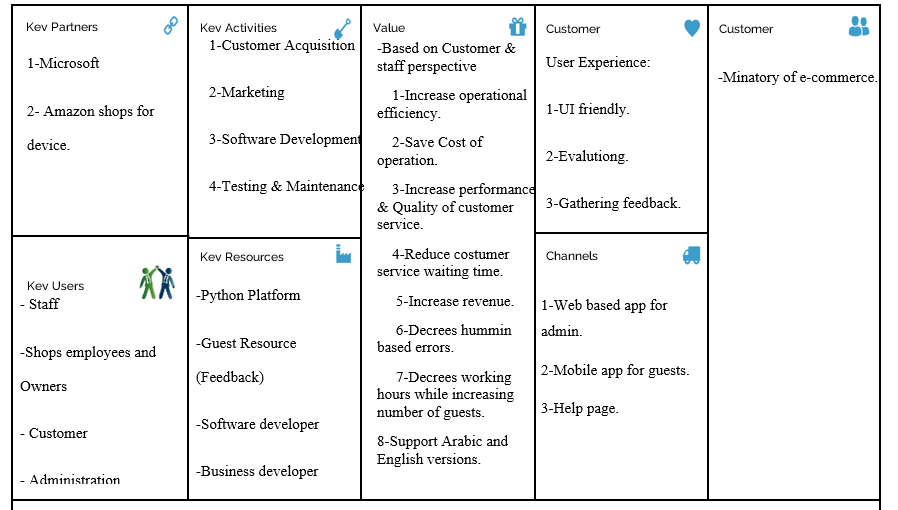 Key Partners
1-Microsoft
2- Amazon shops for
device.
Key Users
- Staff
-Shops employees and
Owners
- Customer
- Administration
Key Activities
1-Customer Acquisition
2-Marketing
3-Software Development
4-Testing & Maintenance
Key Resources
-Python Platform
-Guest Resource
(Feedback)
-Software developer
-Business developer
Value
-Based on Customer &
staff perspective
1-Increase operational
efficiency.
2-Save Cost of
operation.
3-Increase performance
& Quality of customer
service.
4-Reduce costumer
service waiting time.
5-Increase revenue.
6-Decrees hummin
based errors.
7-Decrees working
hours while increasing
number of guests.
8-Support Arabic and
English versions.
Customer
User Experience:
1-UI friendly.
2-Evalutiong.
3-Gathering feedback.
Channels
1-Web based app for
admin.
2-Mobile app for guests.
3-Help page.
Customer
-Minatory of e-commerce.